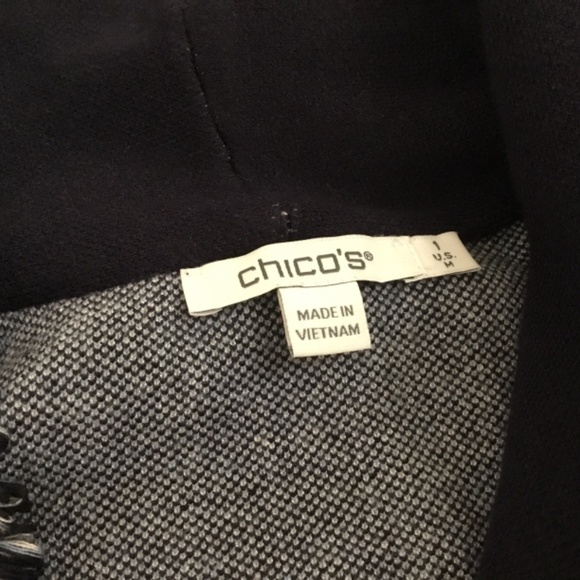 chico's®
1
U.S.
M
MADE IN
VIETNAM